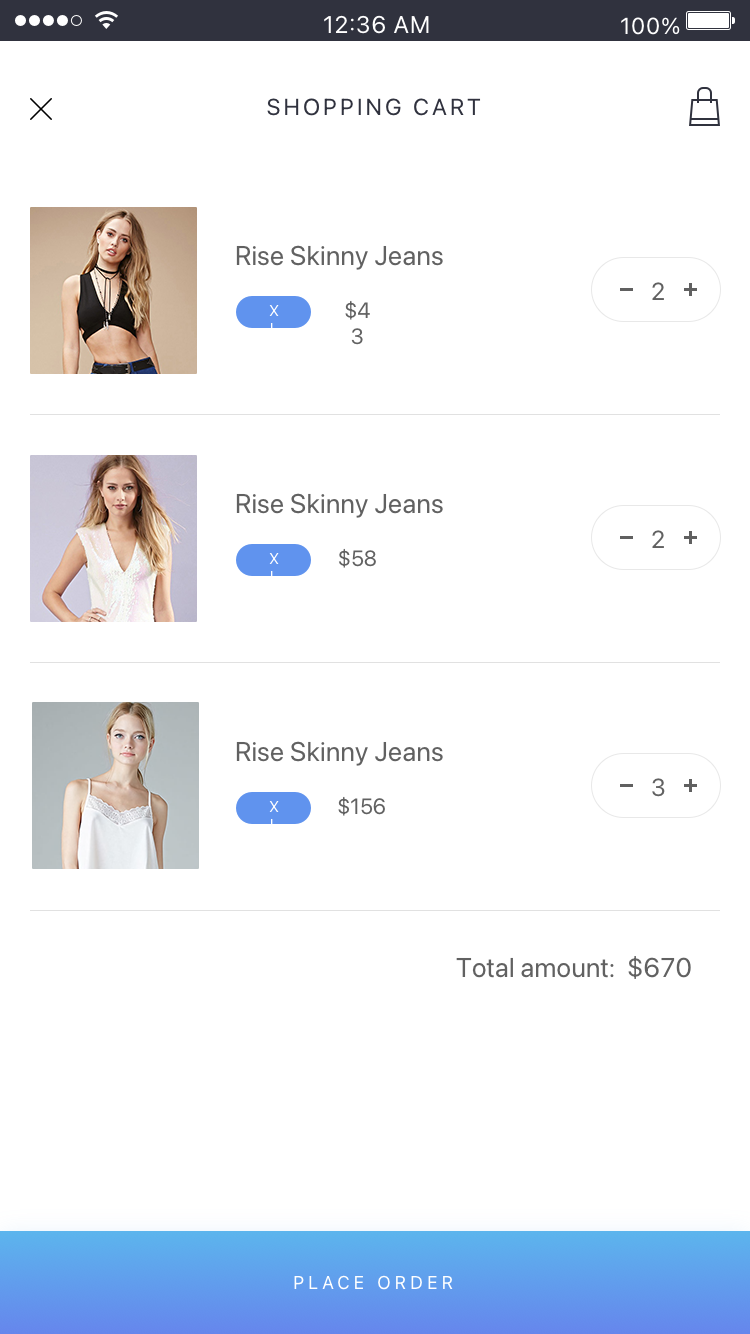 12:36 AM
100%
SHOPPING CART
Rise Skinny Jeans
X
$4
3
2
Rise Skinny Jeans
X
$58
2
Rise Skinny Jeans
X
$156
3
Total amount: $670
PLACE ORDER